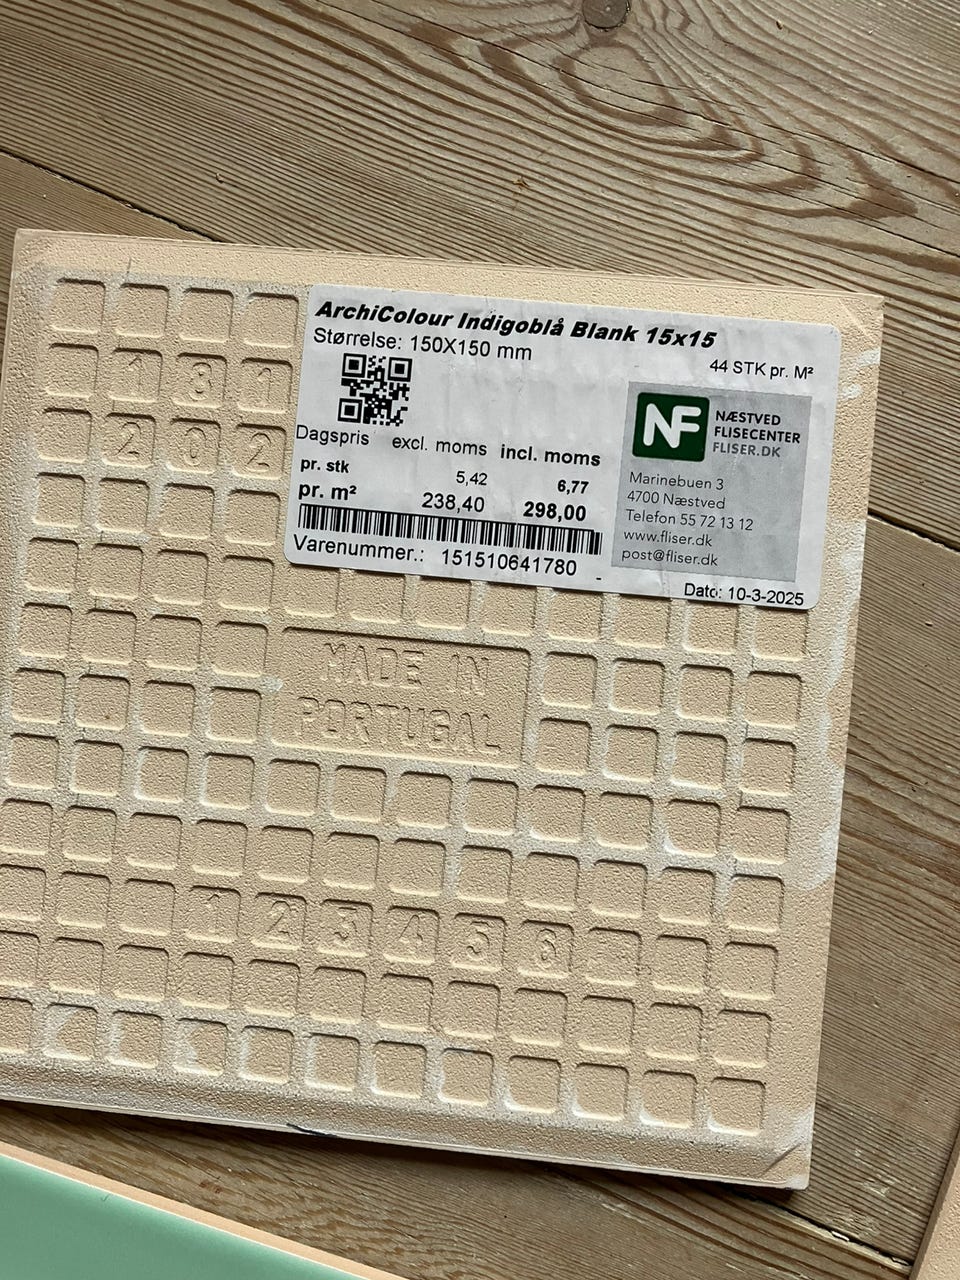 ArchiColour Indigoblå Blank 15x15
Størrelse: 150X150 mm
44 STK pr. M²
Dagspris excl. moms incl. moms
pr. stk 5,42 6,77
pr. m² 238,40 298,00
Varenummer.: 151510641780
NF
NÆSTVED
FLISECENTER
FLISER.DK
Marinebuen 3
4700 Næstved
Telefon 55 72 13 12
www.fliser.dk
post@fliser.dk
Dato: 10-3-2025
1 3 1
2 0 2
MADE IN
PORTUGAL
1 2 3 4 5 6